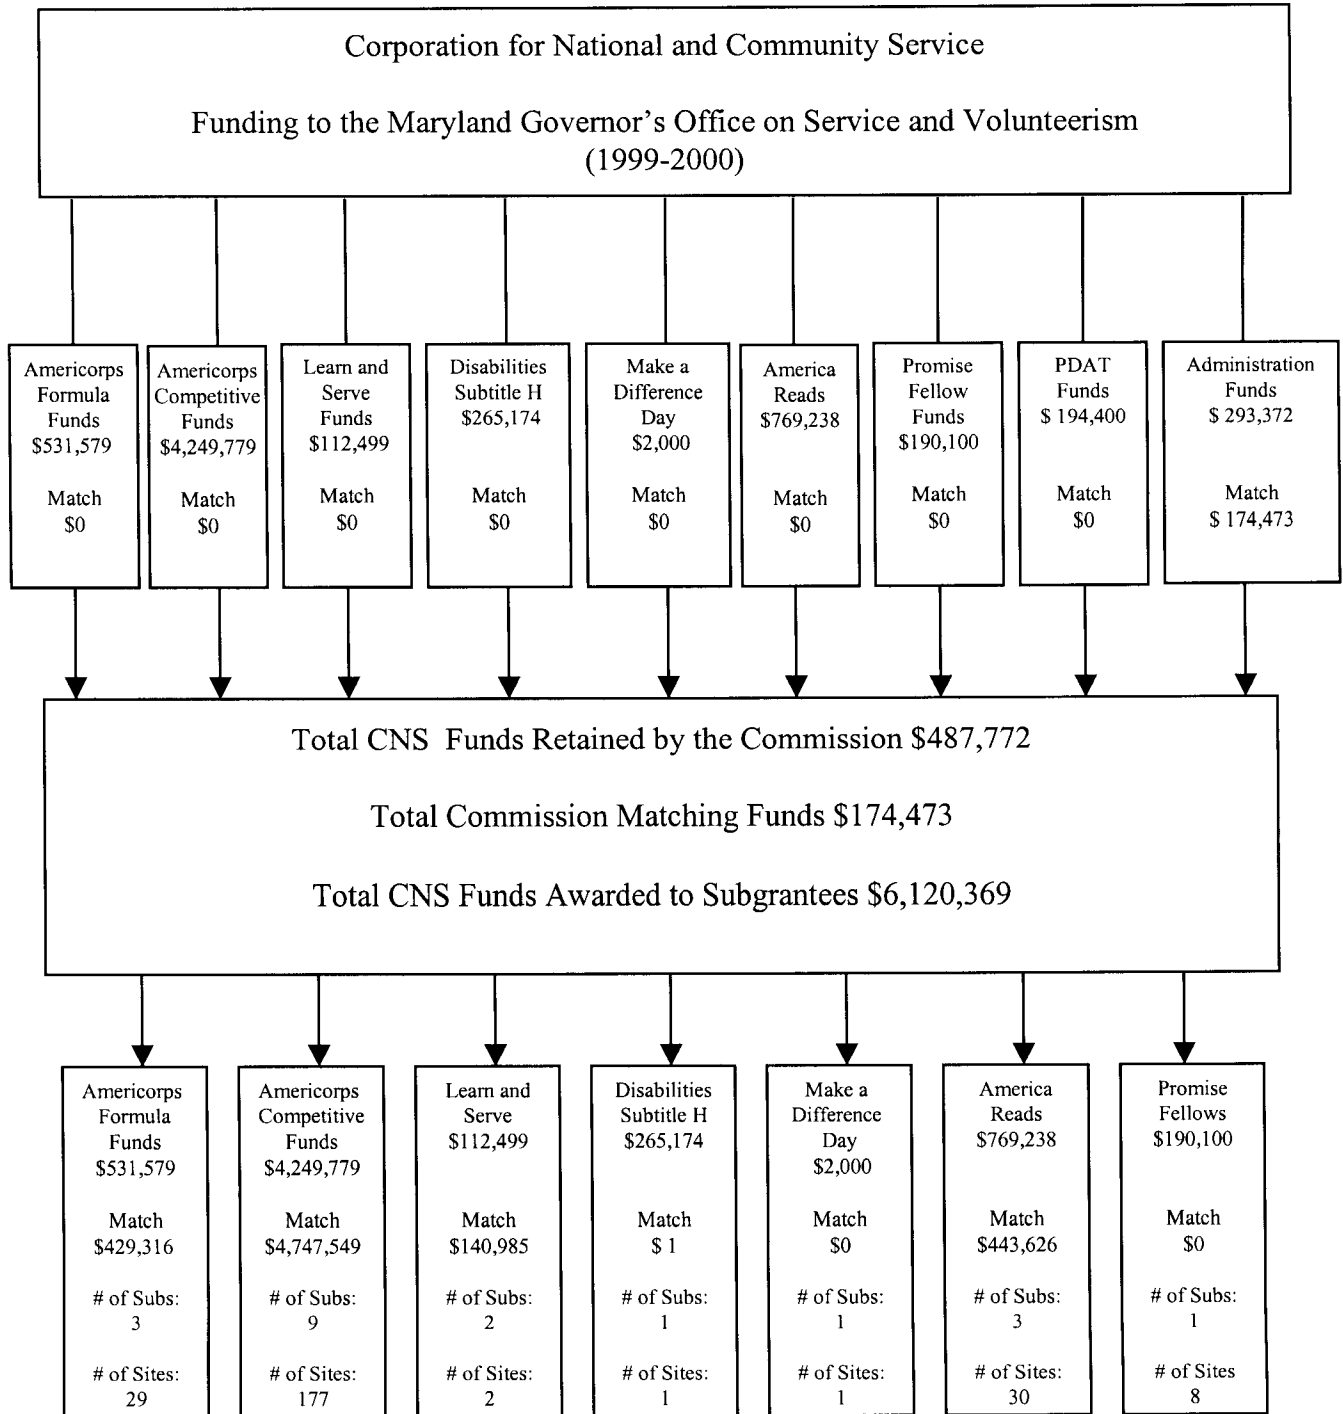 Corporation for National and Community Service
Funding to the Maryland Governor's Office on Service and Volunteerism
(1999-2000)
Americorps
Formula
Funds
$531,579
Match
$0
Americorps
Competitive
Funds
$4,249,779
Match
$0
Learn and
Serve
Funds
$112,499
Match
$0
Disabilities
Subtitle H
$265,174
Match
$0
Make a
Difference
Day
$2,000
Match
$0
America
Reads
$769,238
Match
$0
Promise
Fellow
Funds
$190,100
Match
$0
PDAT
Funds
$ 194,400
Match
$0
Administration
Funds
$ 293,372
Match
$ 174,473
Total CNS Funds Retained by the Commission $487,772
Total Commission Matching Funds $174,473
Total CNS Funds Awarded to Subgrantees $6,120,369
Americorps
Formula
Funds
$531,579
Match
$429,316
# of Subs:
3
# of Sites:
29
Americorps
Competitive
Funds
$4,249,779
Match
$4,747,549
# of Subs:
9
# of Sites:
177
Learn and
Serve
$112,499
Match
$140,985
# of Subs:
2
# of Sites:
2
Disabilities
Subtitle H
$265,174
Match
$ 1
# of Subs:
1
# of Sites:
1
Make a
Difference
Day
$2,000
Match
$0
# of Subs:
1
# of Sites:
1
America
Reads
$769,238
Match
$443,626
# of Subs:
3
# of Sites:
30
Promise
Fellows
$190,100
Match
$0
# of Subs:
1
# of Sites
8